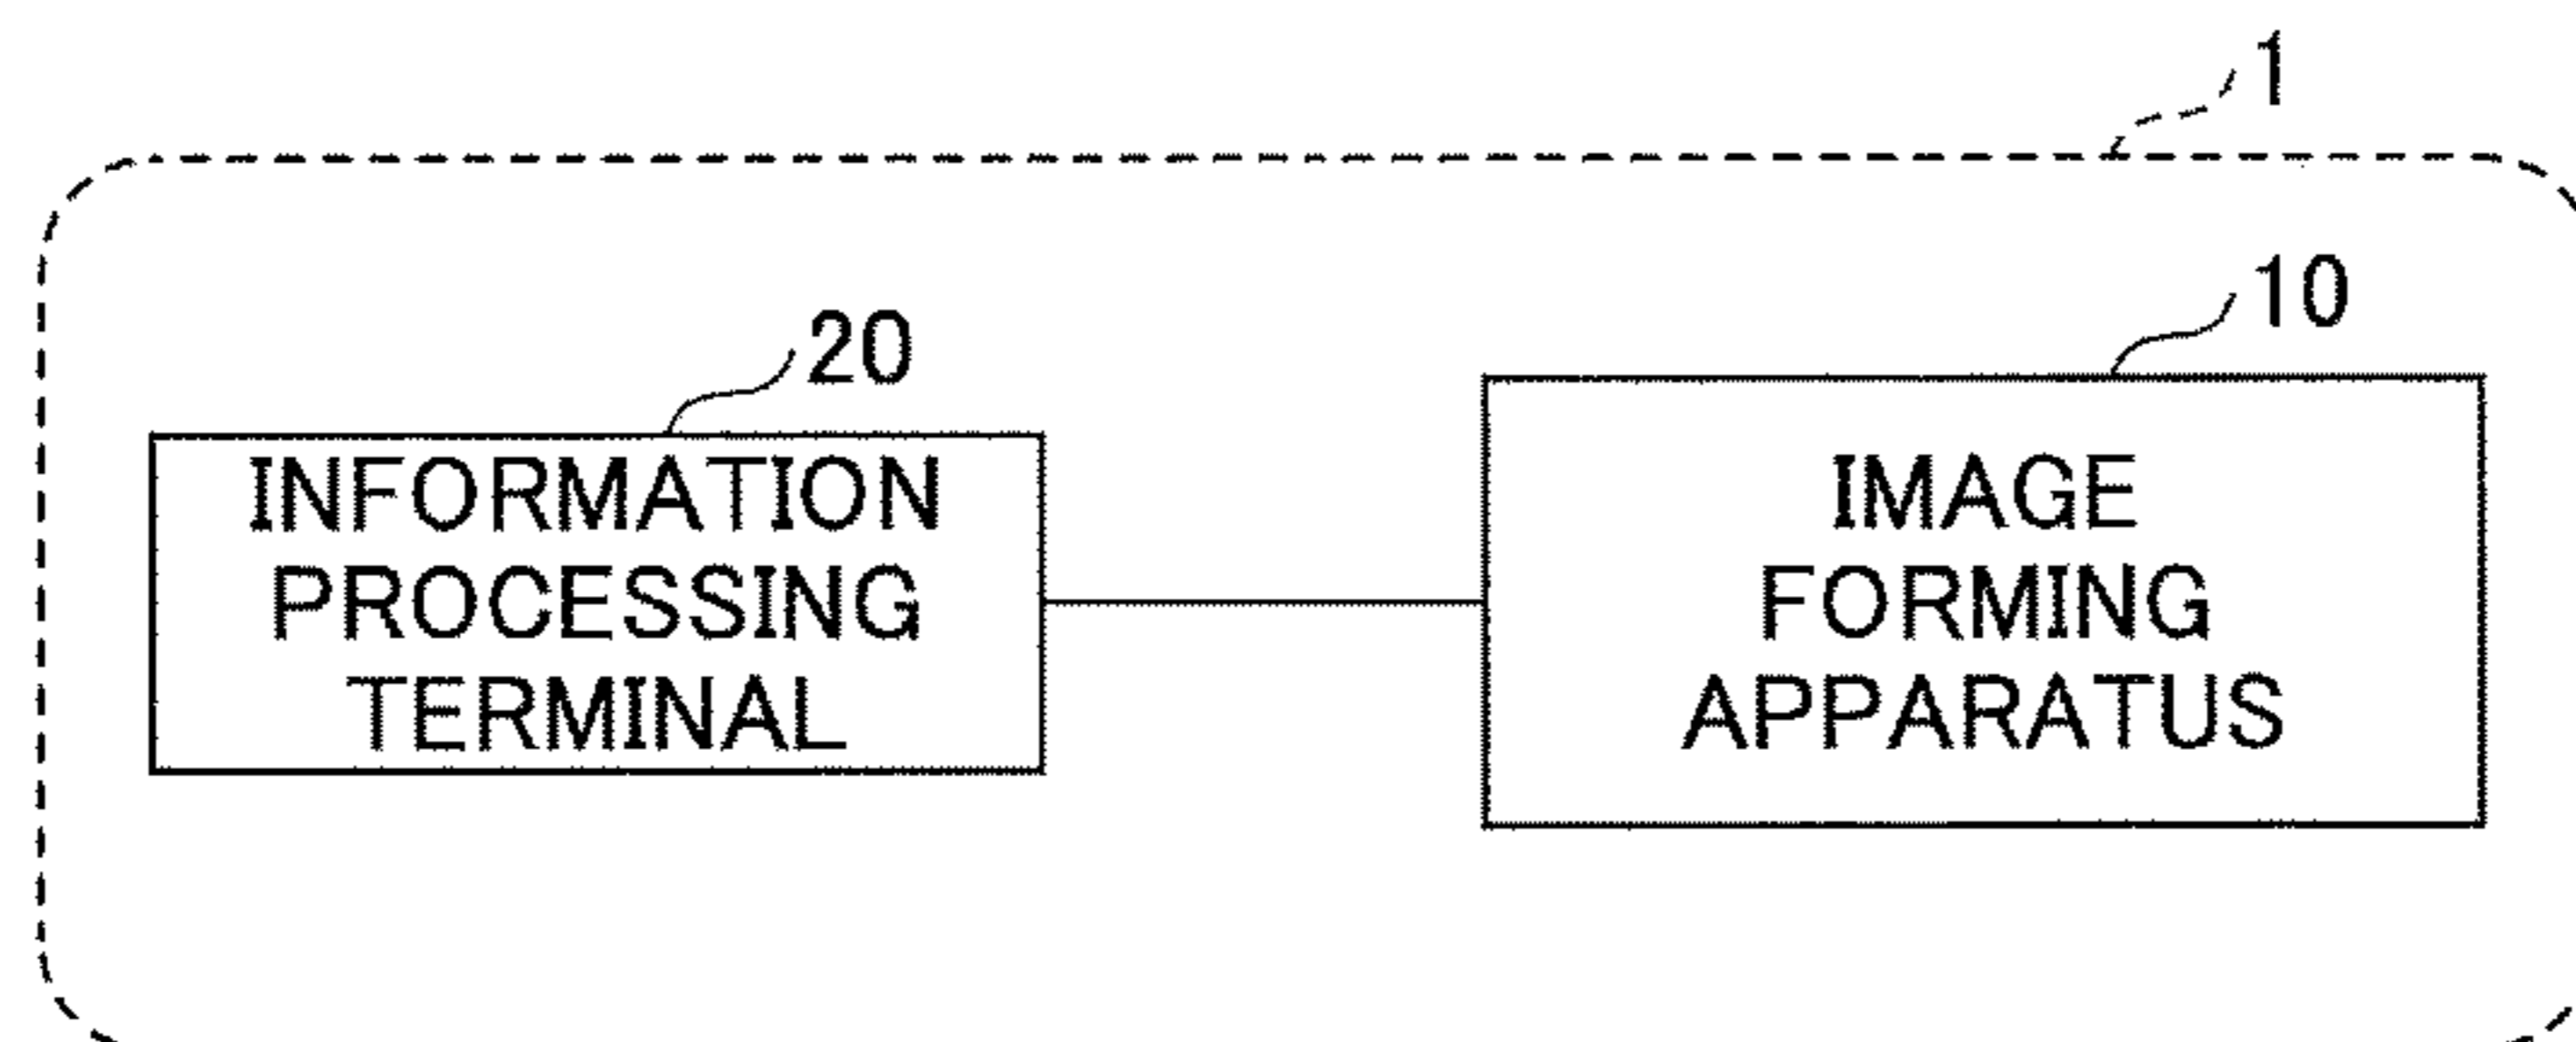 1
10
20
INFORMATION
PROCESSING
TERMINAL
IMAGE
FORMING
APPARATUS